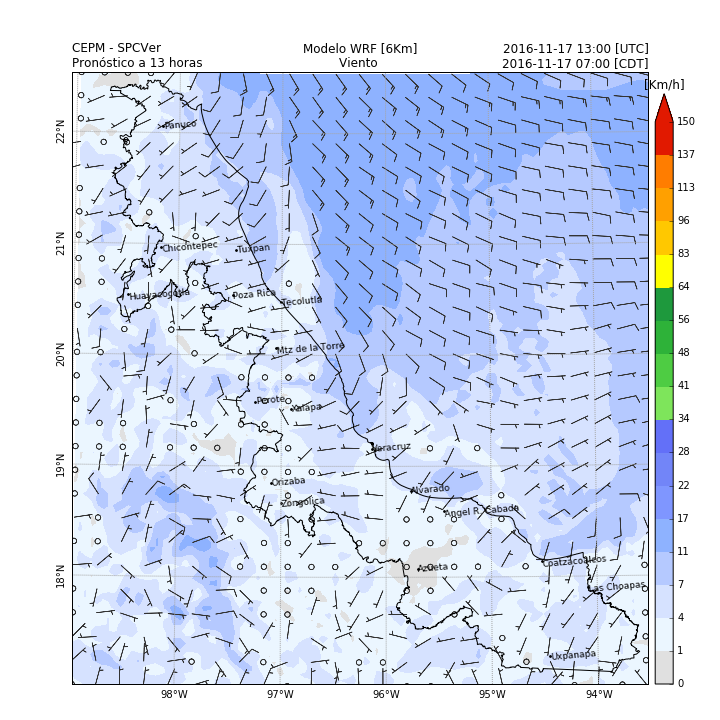 CEPM - SPCVer Modelo WRF [6Km] 2016-11-17 13:00 [UTC]
Pronóstico a 13 horas Viento 2016-11-17 07:00 [CDT]
[Km/h]
150
137
113
96
83
64
56
48
41
34
28
22
17
11
7
4
1
0
22°N
21°N
20°N
19°N
18°N
Panuco
Chicontepec
Tuxpan
Huayacocotla
Poza Rica
Tecolutla
Mtz de la Torre
Perote
Xalapa
Veracruz
Orizaba
Alvarado
Zongolica
Angel R. Cabada
Azueta
Coatzacoalcos
Las Choapas
Uxpanapa
98°W 97°W 96°W 95°W 94°W